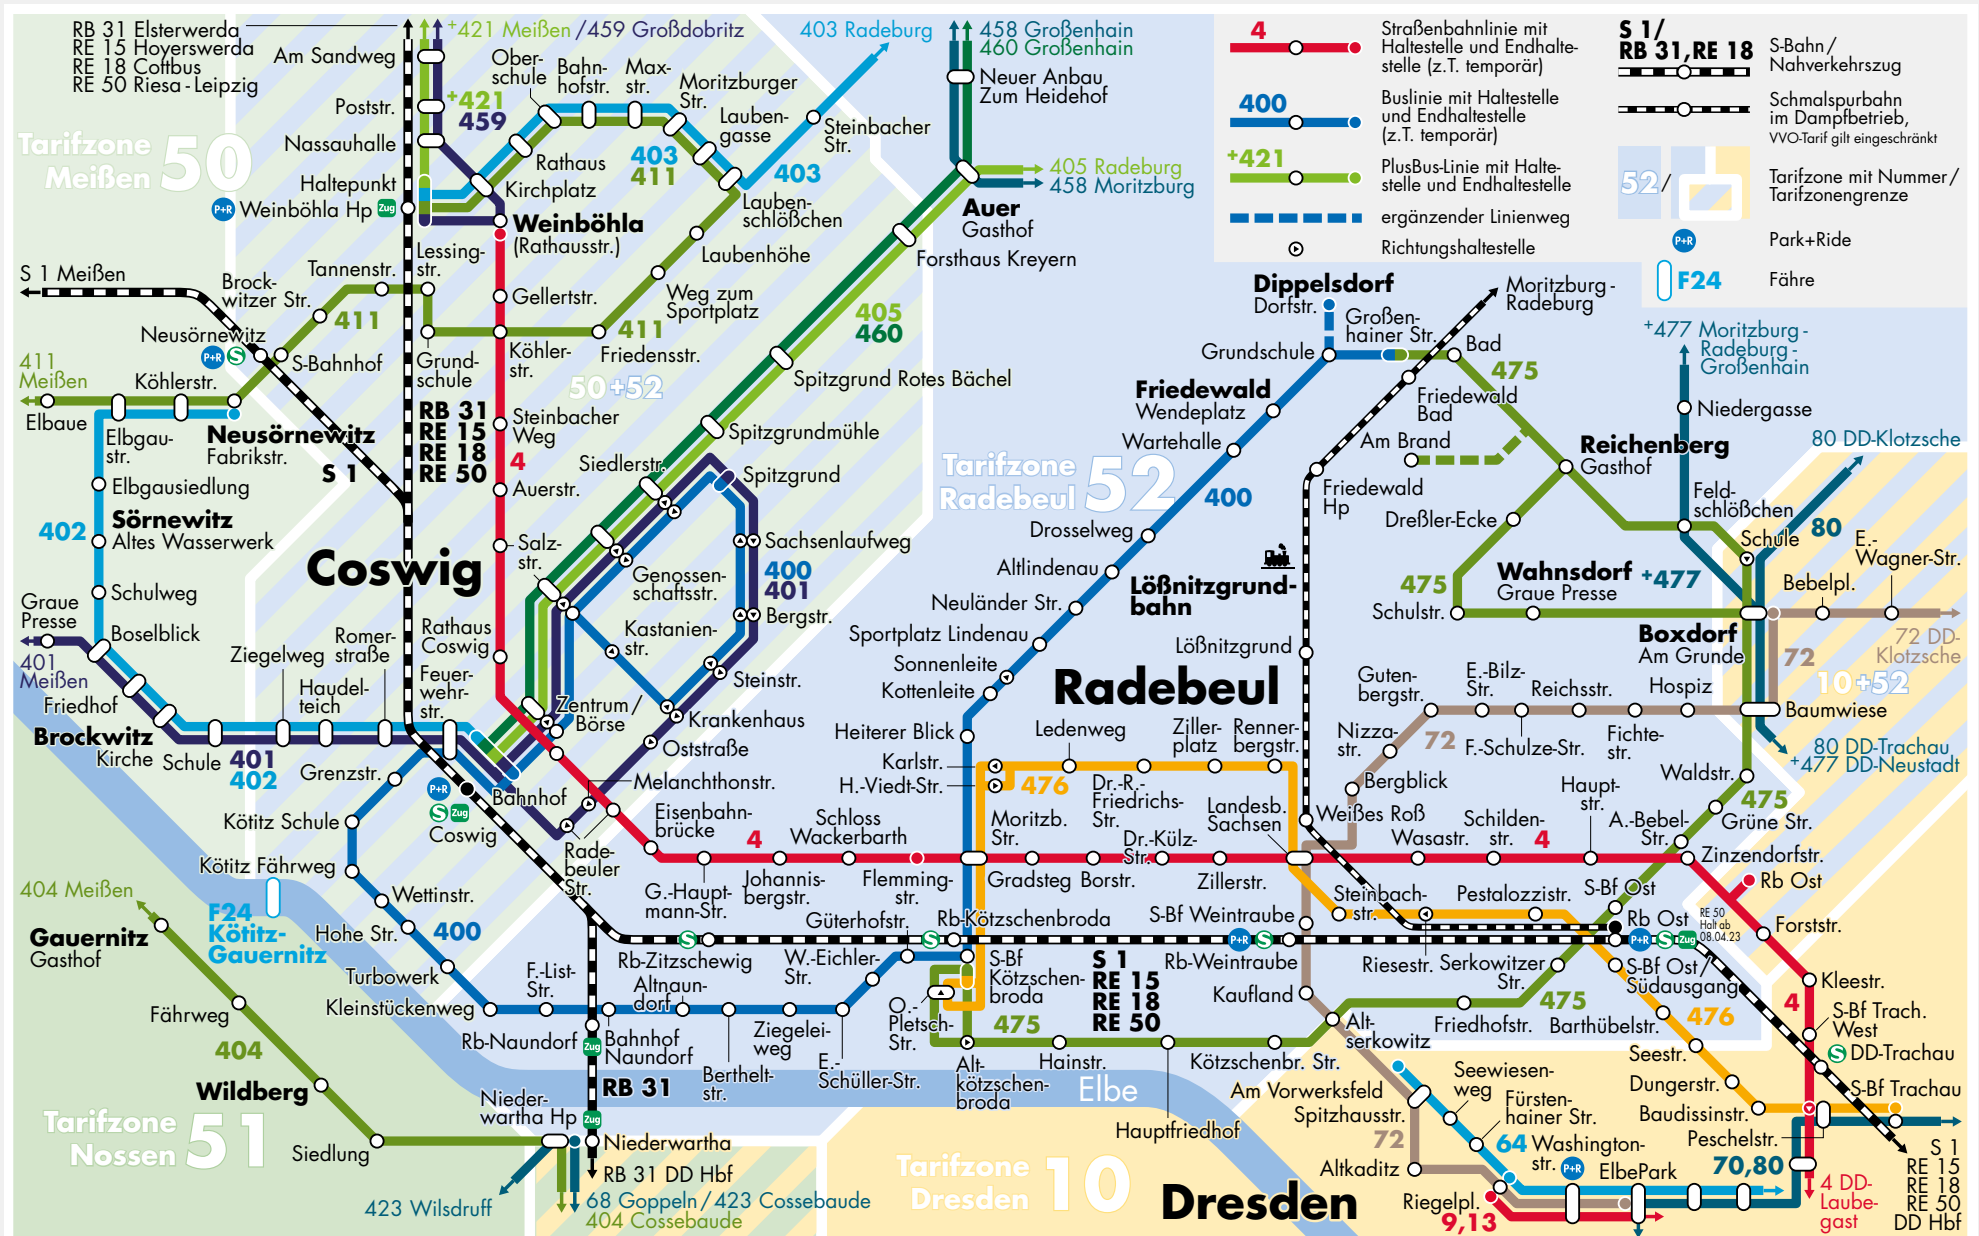 RB 31 Elsterwerda
RE 15 Hoyerswerda
RE 18 Cottbus
RE 50 Riesa - Leipzig
Tarifzone
Meißen 50
Am Sandweg
Poststr.
Nassauhalle
Haltepunkt
P+R Weinböhla Hp Zug
+421 Meißen / 459 Großdobritz
+421
459
Ober-
schule
Bahn-
hofstr.
Max-
str.
Moritzburger
Str.
Lauben-
gasse
Rathaus
Kirchplatz
403
411
403
403 Radeburg
Steinbacher
Str.
Lauben-
schlößchen
Laubenhöhe
Weg zum
Sportplatz
Weinböhla
(Rathausstr.)
Gellertstr.
Lessing-
str.
Tannenstr.
Brock-
witzer Str.
411
S 1 Meißen
Neusörnewitz
P+R S
S-Bahnhof
Grund-
schule
Köhler-
str.
Friedensstr.
411
50+52
411
Meißen
Köhlerstr.
Elbaue
Elbgau-
str.
Neusörnewitz
Fabrikstr.
S 1
RB 31
RE 15
RE 18
RE 50
Steinbacher
Weg
4
Auerstr.
Salz-
str.
Elbgausiedlung
Sörnewitz
Altes Wasserwerk
402
Schulweg
Coswig
Graue
Presse
401
Meißen
Boselblick
Friedhof
Brockwitz
Kirche
Schule
401
402
Ziegelweg
Haudel-
teich
Romer-
straße
Rathaus
Coswig
Feuer-
wehr-
str.
Grenzstr.
P+R
S Zug
Coswig
Bahnhof
Zentrum /
Börse
458 Großenhain
460 Großenhain
Neuer Anbau
Zum Heidehof
405 Radeburg
458 Moritzburg
Auer
Gasthof
Forsthaus Kreyern
405
460
Spitzgrund Rotes Bächel
Spitzgrundmühle
Siedlerstr.
Spitzgrund
Sachsenlaufweg
400
401
Bergstr.
Genossen-
schaftsstr.
Kastanien-
str.
Steinstr.
Krankenhaus
Oststraße
Melanchthonstr.
Eisenbahn-
brücke
Rade-
beuler
Str.
4
G.-Haupt-
mann-Str.
Johannis-
bergstr.
Schloss
Wackerbarth
Flemming-
str.
Kötitz Schule
Kötitz Fährweg
F24
Kötitz-
Gauernitz
Wettinstr.
Hohe Str.
400
Turbowerk
Kleinstückenweg
F.-List-
Str.
Rb-Naundorf
Zug
Bahnhof
Naundorf
Altnaun-
dorf
Berthelt-
str.
Ziegelei-
weg
E.-
Schüller-Str.
W.-Eichler-
Str.
Güterhofstr.
Rb-Zitzschewig
RB 31
404 Meißen
Gauernitz
Gasthof
Fährweg
404
Wildberg
Siedlung
Tarifzone
Nossen 51
Nieder-
wartha Hp Zug
Niederwartha
RB 31 DD Hbf
423 Wilsdruff
68 Goppeln / 423 Cossebaude
404 Cossebaude
4
Straßenbahnlinie mit
Haltestelle und Endhalte-
stelle (z.T. temporär)
400
Buslinie mit Haltestelle
und Endhaltestelle
(z.T. temporär)
+421
PlusBus-Linie mit Halte-
stelle und Endhaltestelle
ergänzender Linienweg
Richtungshaltestelle
S 1/
RB 31, RE 18
S-Bahn /
Nahverkehrszug
Schmalspurbahn
im Dampfbetrieb,
VVO-Tarif gilt eingeschränkt
52 /
Tarifzone mit Nummer /
Tarifzonengrenze
P+R
Park+Ride
F24
Fähre
Dippelsdorf
Dorfstr.
Großen-
hainer Str.
Grundschule
Moritzburg -
Radeburg
Bad
475
Friedewald
Bad
Friedewald
Wendeplatz
Wartehalle
Tarifzone
Radebeul 52
400
Am Brand
Friedewald
Hp
Drosselweg
Altlindenau
Neuländer Str.
Sportplatz Lindenau
Sonnenleite
Kottenleite
Heiterer Blick
Karlstr.
H.-Viedt-Str.
Lößnitzgrund-
bahn
Lößnitzgrund
Radebeul
+477 Moritzburg -
Radeburg -
Großenhain
Niedergasse
Reichenberg
Gasthof
Feld-
schlößchen
Dreßler-Ecke
475
Schulstr.
Wahnsdorf
Graue Presse
+477
Schule
80
80 DD-Klotzsche
E.-
Wagner-Str.
Bebelpl.
Boxdorf
Am Grunde
72
72 DD-
Klotzsche
10+52
Hospiz
Baumwiese
80 DD-Trachau
+477 DD-Neustadt
Guten-
bergstr.
E.-Bilz-
Str.
Reichsstr.
Nizza-
str.
72
F.-Schulze-Str.
Fichte-
str.
Bergblick
Weißes Roß
Waldstr.
475
Grüne Str.
A.-Bebel-
Str.
Haupt-
str.
Schilden-
str.
Wasastr.
4
Zinzendorfstr.
Rb Ost
Forststr.
Ledenweg
Ziller-
platz
Renner-
bergstr.
476
Moritzb.
Str.
Dr.-R.-
Friedrichs-
Str.
Dr.-Külz-
Str.
Landesb.
Sachsen
Gradsteg
Borstr.
Zillerstr.
Steinbach-
str.
Pestalozzistr.
S-Bf Ost
Rb Ost
P+R S Zug
RE 50
Halt ab
08.04.23
Rb-Kötzschenbroda
S-Bf Weintraube
P+R S
Rb-Weintraube
Riesestr.
Serkowitzer
Str.
S-Bf Ost/
Südausgang
S-Bf
Kötzschen-
broda
S 1
RE 15
RE 18
RE 50
Kaufland
O.-
Pletsch-
Str.
475
Alt-
kötzschen-
broda
Hainstr.
Hauptfriedhof
Kötzschenbr. Str.
Alt-
serkowitz
Friedhofstr.
475
Barthübelstr.
476
Seestr.
Dungerstr.
Baudissinstr.
Peschelstr.
Kleestr.
4
S-Bf Trach.
West
S DD-Trachau
S-Bf Trachau
Elbe
Am Vorwerksfeld
Spitzhausstr.
Seewiesen-
weg
Fürsten-
hainer Str.
64
Washington-
str.
P+R
ElbePark
72
Altkaditz
Riegelpl.
9,13
70,80
4 DD-
Laube-
gast
S 1
RE 15
RE 18
RE 50
DD Hbf
Tarifzone
Dresden 10
Dresden